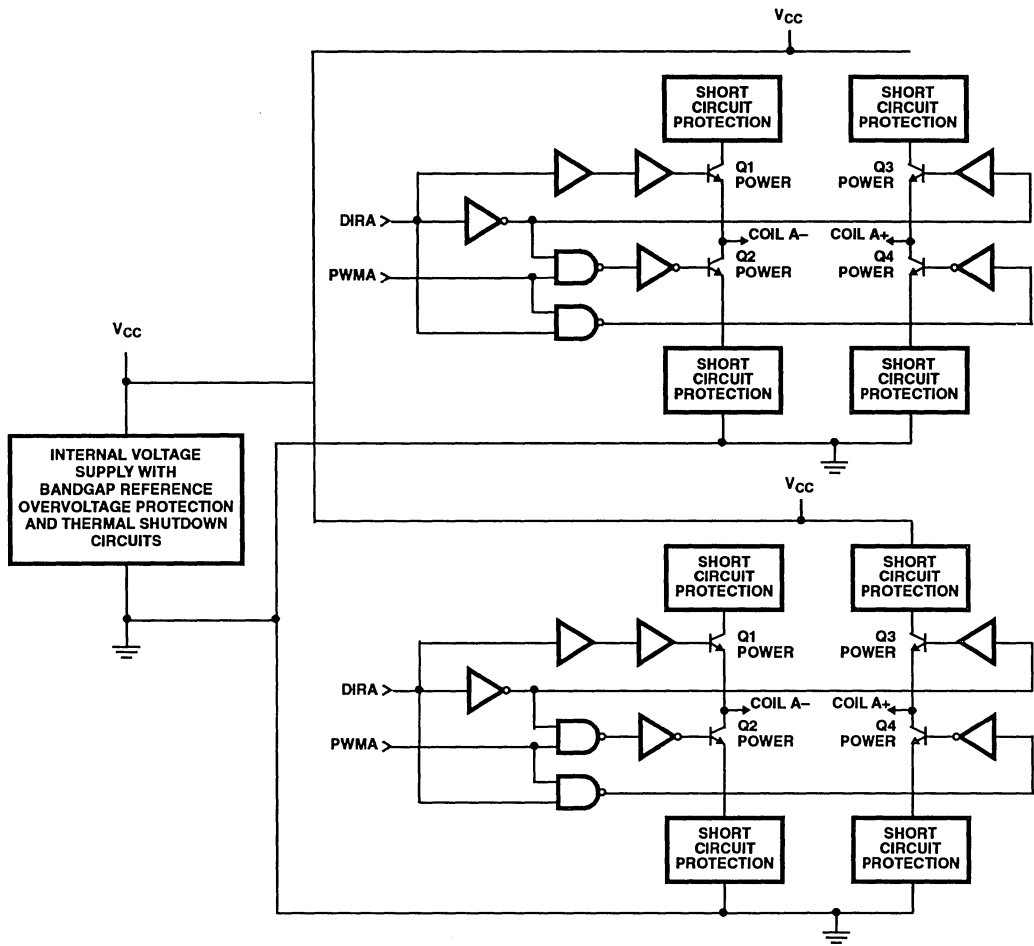 VCC
SHORT
CIRCUIT
PROTECTION
SHORT
CIRCUIT
PROTECTION
Q1
POWER
Q3
POWER
DIRA
COIL A–
COIL A+
Q2
POWER
Q4
POWER
PWMA
VCC
SHORT
CIRCUIT
PROTECTION
SHORT
CIRCUIT
PROTECTION
INTERNAL VOLTAGE
SUPPLY WITH
BANDGAP REFERENCE
OVERVOLTAGE PROTECTION
AND THERMAL SHUTDOWN
CIRCUITS
VCC
SHORT
CIRCUIT
PROTECTION
SHORT
CIRCUIT
PROTECTION
Q1
POWER
Q3
POWER
DIRA
COIL A–
COIL A+
Q2
POWER
Q4
POWER
PWMA
SHORT
CIRCUIT
PROTECTION
SHORT
CIRCUIT
PROTECTION